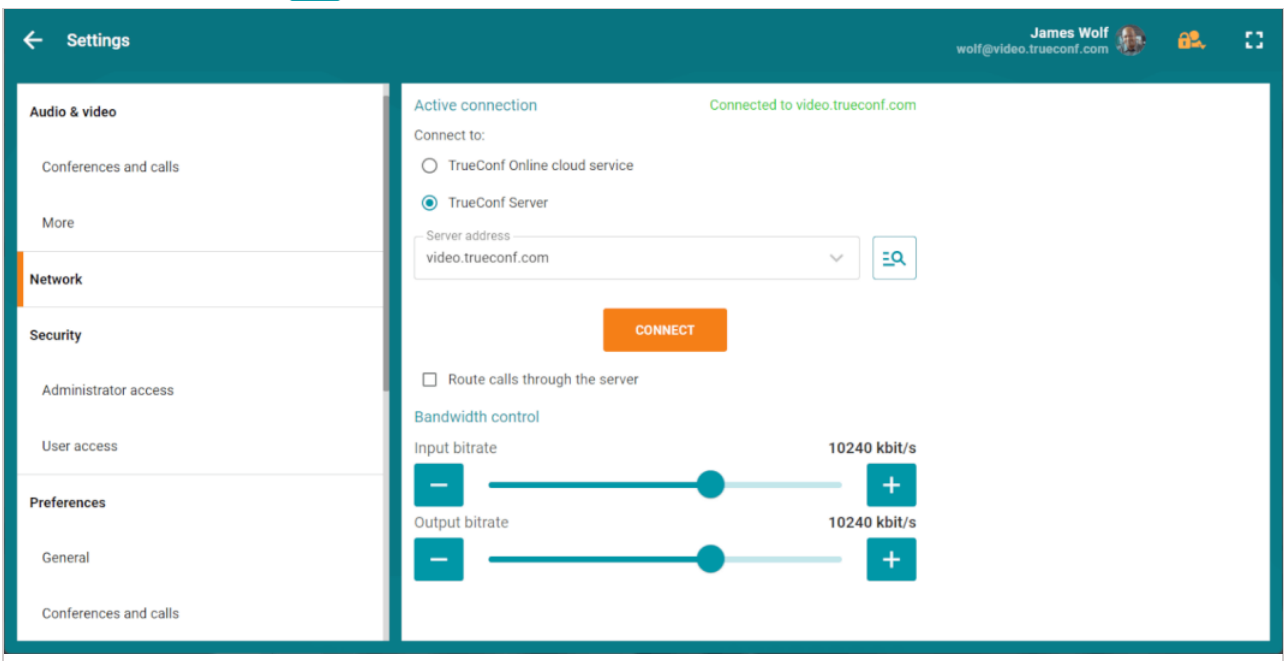 Settings
James Wolf
wolf@video.trueconf.com
Audio & video
Conferences and calls
More
Network
Security
Administrator access
User access
Preferences
General
Conferences and calls
Active connection
Connected to video.trueconf.com
Connect to:
TrueConf Online cloud service
TrueConf Server
Server address
video.trueconf.com
CONNECT
Route calls through the server
Bandwidth control
Input bitrate
10240 kbit/s
Output bitrate
10240 kbit/s